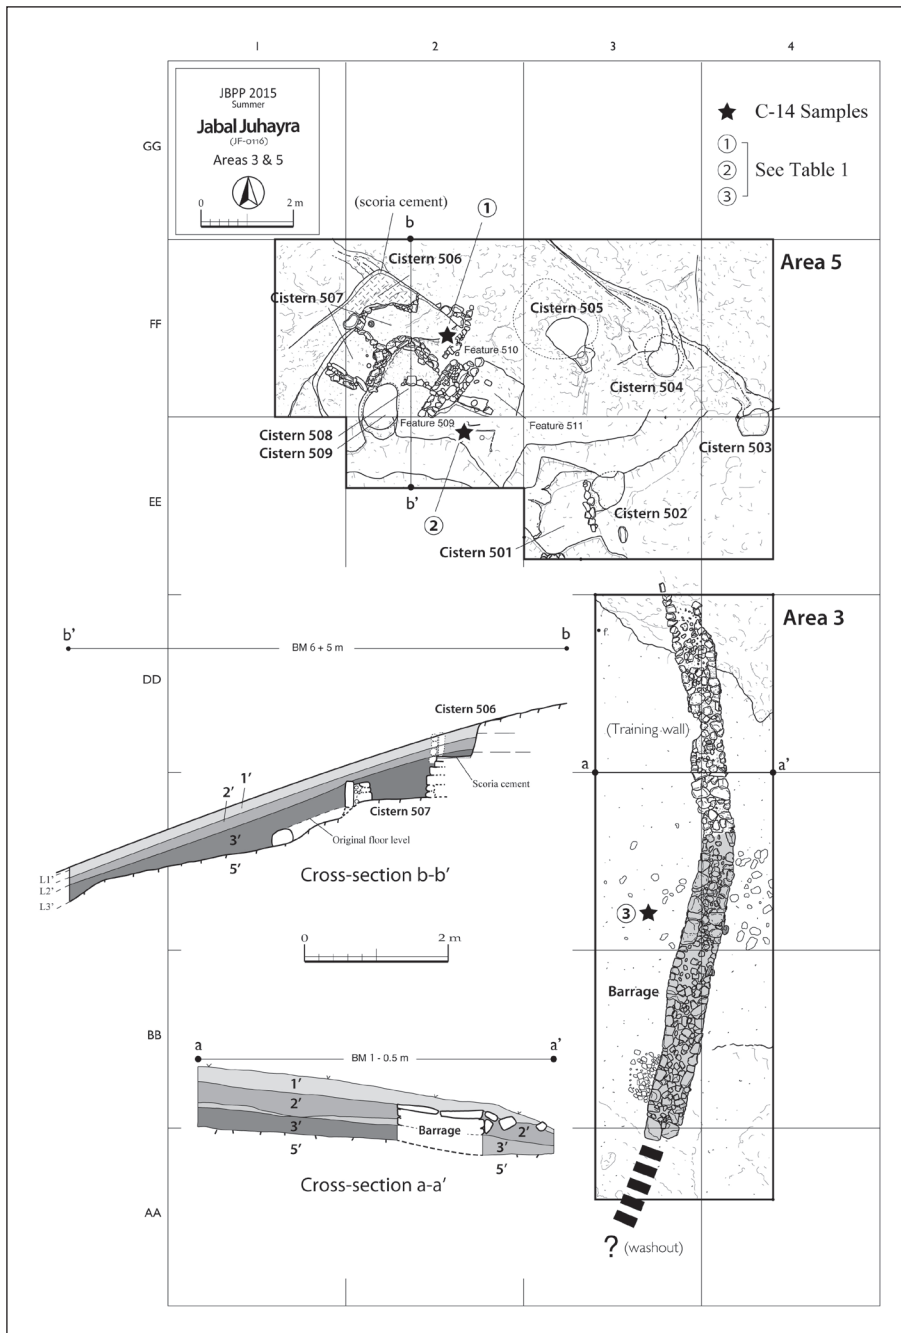 1
2
3
4
JBPP 2015
Summer
Jabal Juhayra
(JF-0116)
Areas 3 & 5
0 2 m
C-14 Samples
1
2
3
See Table 1
GG
(scoria cement)
b
1
Area 5
Cistern 506
Cistern 507
Cistern 505
FF
Feature 510
Cistern 504
Feature 509
Feature 511
Cistern 508
Cistern 509
Cistern 503
EE
b'
2
Cistern 502
Cistern 501
Area 3
f.
b'
b
BM 6 + 5 m
DD
Cistern 506
(Training wall)
a
a'
Scoria cement
1'
2'
Cistern 507
Original floor level
3'
5'
L1'
L2'
L3'
Cross-section b-b'
3
0 2 m
Barrage
BB
a
a'
BM 1 - 0.5 m
1'
2'
Barrage
2'
3'
3'
5'
5'
Cross-section a-a'
AA
? (washout)